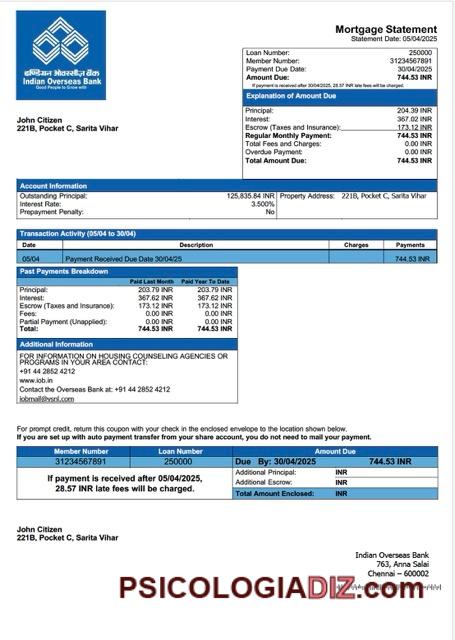 Mortgage Statement
Statement Date: 05/04/2025
इण्डियन ओवरसीज़ बैंक
Indian Overseas Bank
Good People to Grow with
Loan Number: 250000
Member Number: 31234567891
Payment Due Date: 30/04/2025
Amount Due: 744.53 INR
If payment is received after 30/04/2025, 28.57 INR late fees will be charged.
Explanation of Amount Due
Principal: 204.39 INR
Interest: 367.02 INR
Escrow (Taxes and Insurance): 173.12 INR
Regular Monthly Payment: 744.53 INR
Total Fees and Charges: 0.00 INR
Overdue Payment: 0.00 INR
Total Amount Due: 744.53 INR
John Citizen
221B, Pocket C, Sarita Vihar
Account Information
Outstanding Principal: 125,835.84 INR Property Address: 221B, Pocket C, Sarita Vihar
Interest Rate: 3.500%
Prepayment Penalty: No
Transaction Activity (05/04 to 30/04)
Date Description Charges Payments
05/04 Payment Received Due Date 30/04/25 744.53 INR
Past Payments Breakdown
Paid Last Month Paid Year To Date
Principal: 203.79 INR 203.79 INR
Interest: 367.62 INR 367.62 INR
Escrow (Taxes and Insurance): 173.12 INR 173.12 INR
Fees: 0.00 INR 0.00 INR
Partial Payment (Unapplied): 0.00 INR 0.00 INR
Total: 744.53 INR 744.53 INR
Additional Information
FOR INFORMATION ON HOUSING COUNSELING AGENCIES OR
PROGRAMS IN YOUR AREA CONTACT:
+91 44 2852 4212
www.iob.in
Contact the Overseas Bank at: +91 44 2852 4212
iobmail@vsnl.com
For prompt credit, return this coupon with your check in the enclosed envelope to the location shown below.
If you are set up with auto payment transfer from your share account, you do not need to mail your payment.
Member Number Loan Number Amount Due
31234567891 250000 Due By: 30/04/2025 744.53 INR
If payment is received after 05/04/2025,
28.57 INR late fees will be charged.
Additional Principal: INR
Additional Escrow: INR
Total Amount Enclosed: INR
John Citizen
221B, Pocket C, Sarita Vihar
Indian Overseas Bank
763, Anna Salai
Chennai – 600002
PSICOLOGIADIZ.com